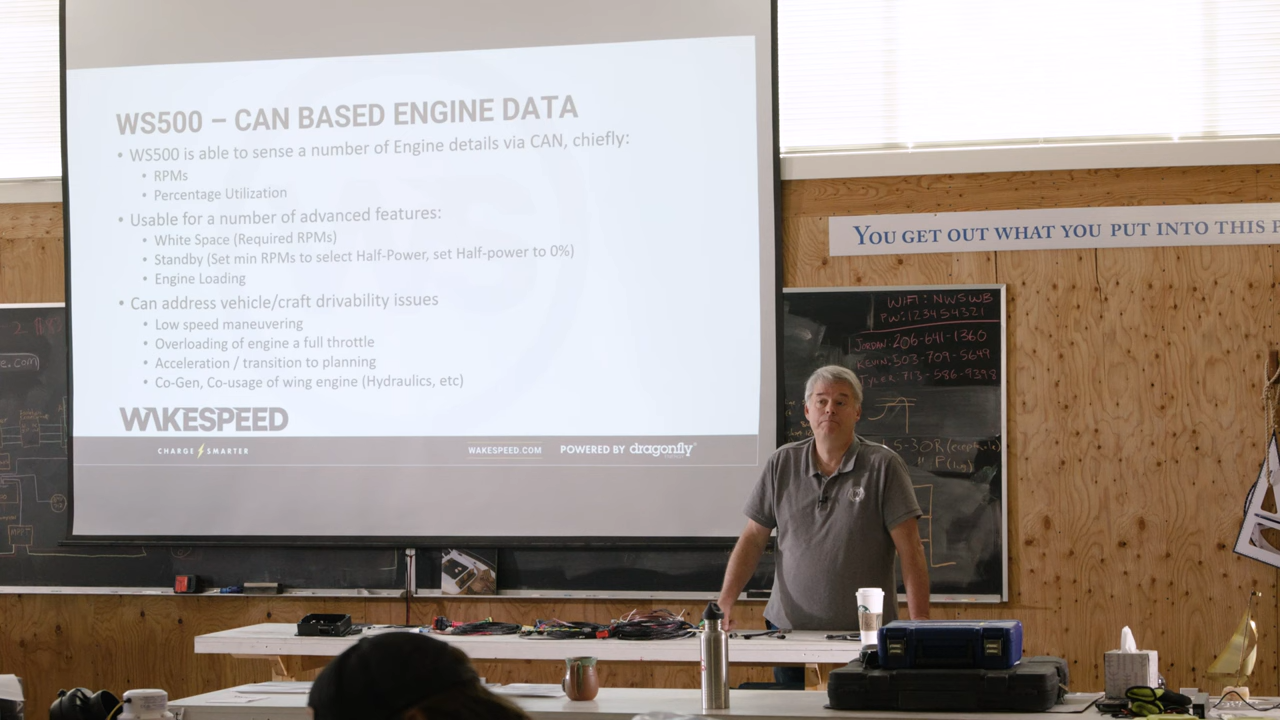 WS500 – CAN BASED ENGINE DATA
• WS500 is able to sense a number of Engine details via CAN, chiefly:
• RPMs
• Percentage Utilization
• Usable for a number of advanced features:
• White Space (Required RPMs)
• Standby (Set min RPMs to select Half-Power, set Half-power to 0%)
• Engine Loading
• Can address vehicle/craft drivability issues
• Low speed maneuvering
• Overloading of engine a full throttle
• Acceleration / transition to planning
• Co-Gen, Co-usage of wing engine (Hydraulics, etc)
WAKESPEED
CHARGE SMARTER
WAKESPEED.COM
POWERED BY dragonfly
YOU GET OUT WHAT YOU PUT INTO THIS
WIFI: NWSWB
PW: 123454321
JORDAN: 206-641-1360
KEVIN: 503-709-5649
TYLER 713-586-9398
e.com)